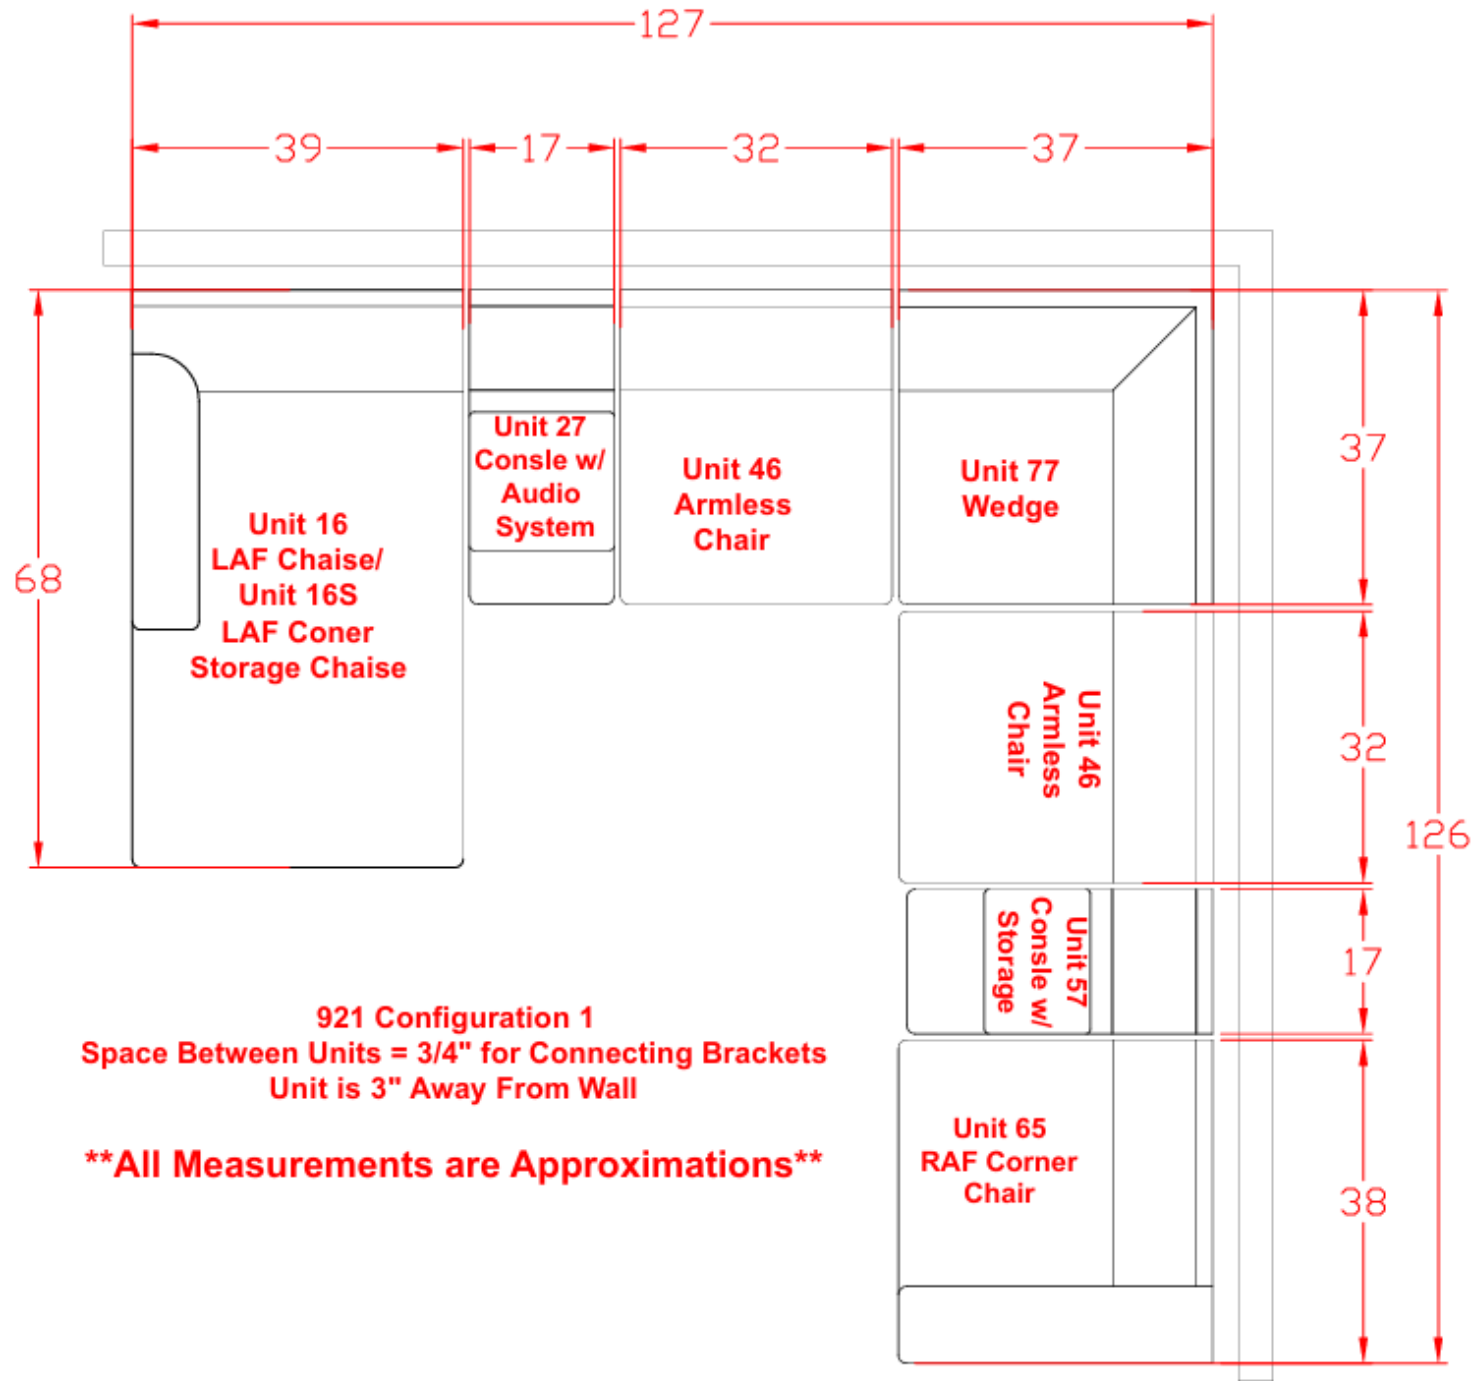 127
39
17
32
37
Unit 27
Consle w/
Audio
System
Unit 46
Armless
Chair
Unit 77
Wedge
37
Unit 16
LAF Chaise/
Unit 16S
LAF Coner
Storage Chaise
68
Unit 46
Armless
Chair
32
126
Unit 57
Consle w/
Storage
17
921 Configuration 1
Space Between Units = 3/4" for Connecting Brackets
Unit is 3" Away From Wall
**All Measurements are Approximations**
Unit 65
RAF Corner
Chair
38